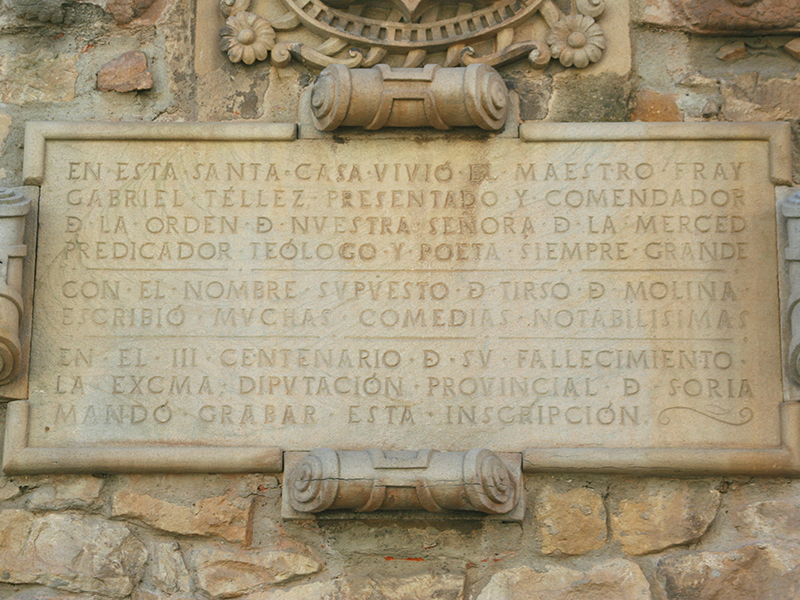 EN·ESTA·SANTA·CASA·VIVIÓ·EL·MAESTRO·FRAY
GABRIEL·TÉLLEZ·PRESENTADO·Y·COMENDADOR
Đ·LA·ORDEN·Đ·NVESTRA·SEÑORA·Đ·LA·MERCED
PREDICADOR·TEÓLOGO·Y·POETA·SIEMPRE·GRANDE
CON·EL·NOMBRE·SVPVESTO·Đ·TIRSO·Đ·MOLINA·
ESCRIBIÓ·MVCHAS·COMEDIAS·NOTABILISIMAS
EN·EL·III·CENTENARIO·Đ·SV·FALLECIMIENTO·
LA·EXCMA·DIPVTACIÓN·PROVINCIAL·Đ·SORIA
MANDÓ·GRABAR·ESTA·INSCRIPCIÓN.